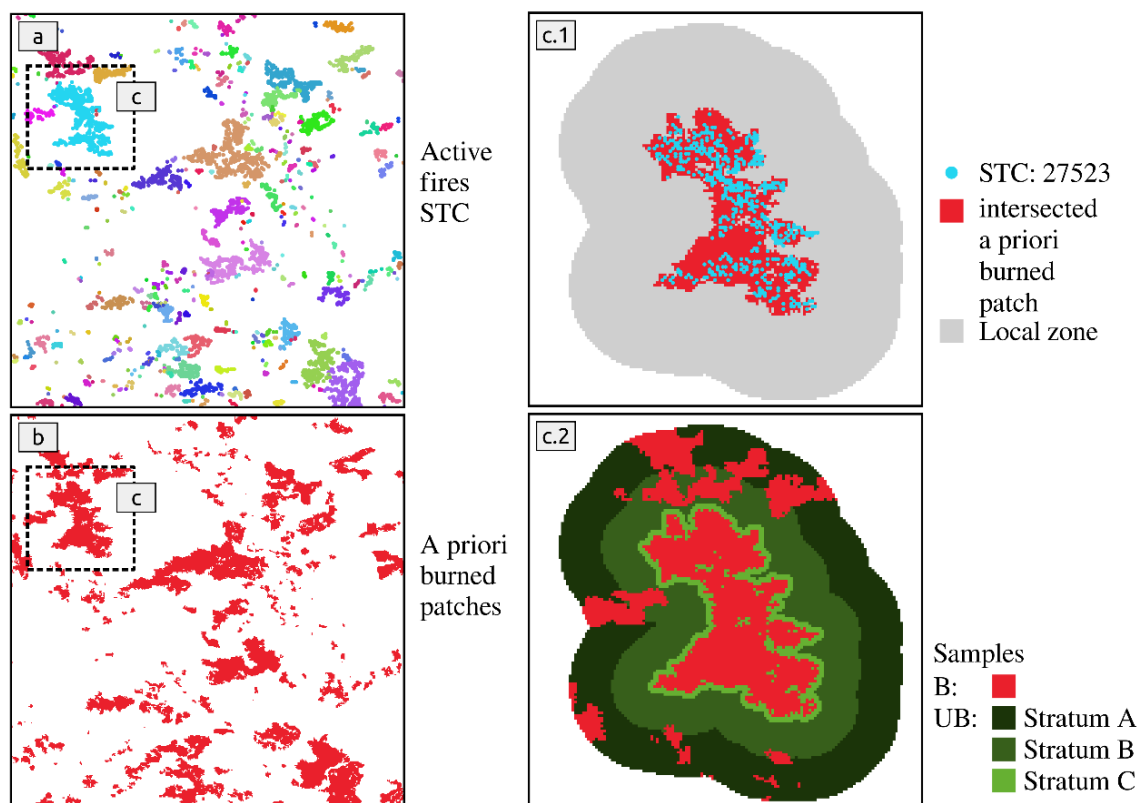 a
c
Active
fires
STC
b
c
A priori
burned
patches
c.1
STC: 27523
intersected
a priori
burned
patch
Local zone
c.2
Samples
B:
UB: Stratum A
Stratum B
Stratum C